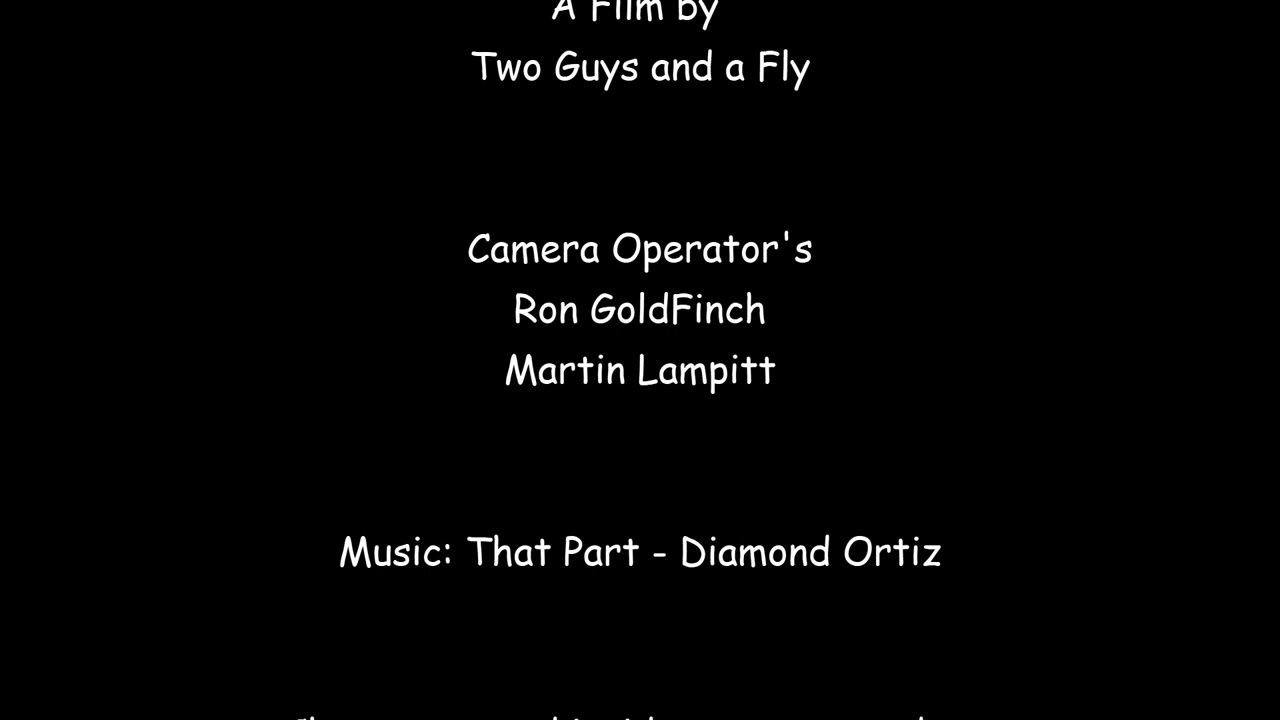 A Film by
Two Guys and a Fly
Camera Operator's
Ron GoldFinch
Martin Lampitt
Music: That Part - Diamond Ortiz